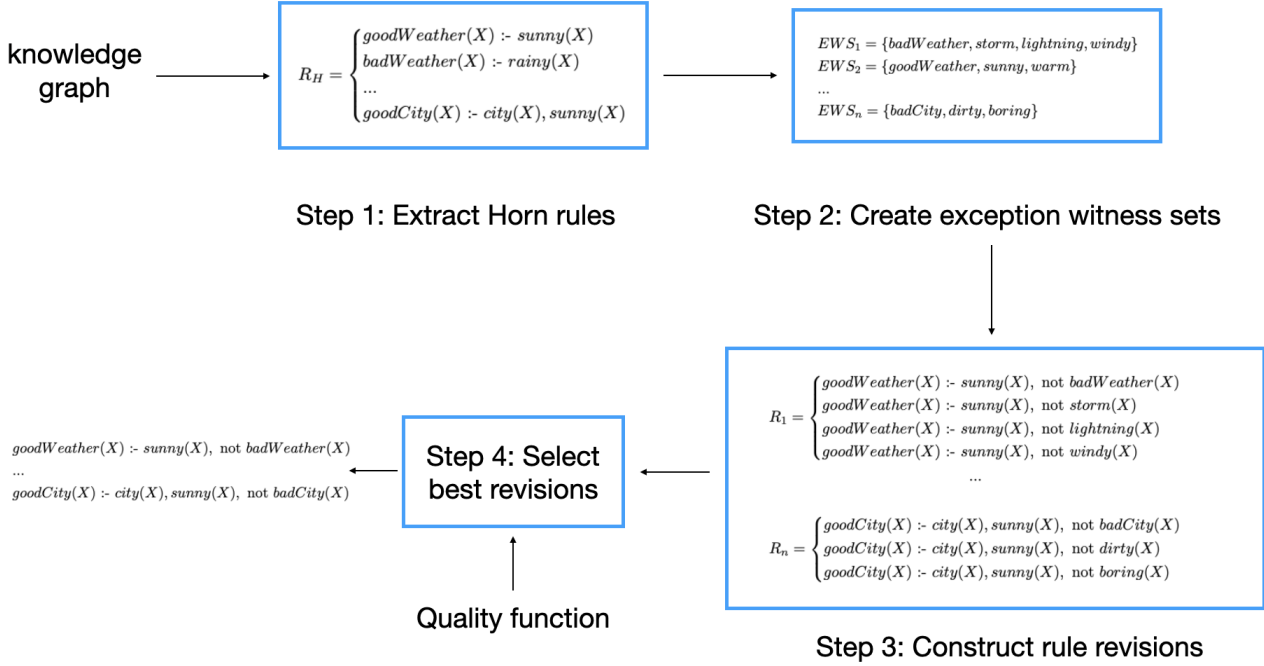 knowledge
graph
R_H = { goodWeather(X) :- sunny(X)
badWeather(X) :- rainy(X)
...
goodCity(X) :- city(X), sunny(X)
Step 1: Extract Horn rules
EWS_1 = {badWeather, storm, lightning, windy}
EWS_2 = {goodWeather, sunny, warm}
...
EWS_n = {badCity, dirty, boring}
Step 2: Create exception witness sets
R_1 = { goodWeather(X) :- sunny(X), not badWeather(X)
goodWeather(X) :- sunny(X), not storm(X)
goodWeather(X) :- sunny(X), not lightning(X)
goodWeather(X) :- sunny(X), not windy(X)
...
R_n = { goodCity(X) :- city(X), sunny(X), not badCity(X)
goodCity(X) :- city(X), sunny(X), not dirty(X)
goodCity(X) :- city(X), sunny(X), not boring(X)
Step 3: Construct rule revisions
Step 4: Select
best revisions
Quality function
goodWeather(X) :- sunny(X), not badWeather(X)
...
goodCity(X) :- city(X), sunny(X), not badCity(X)